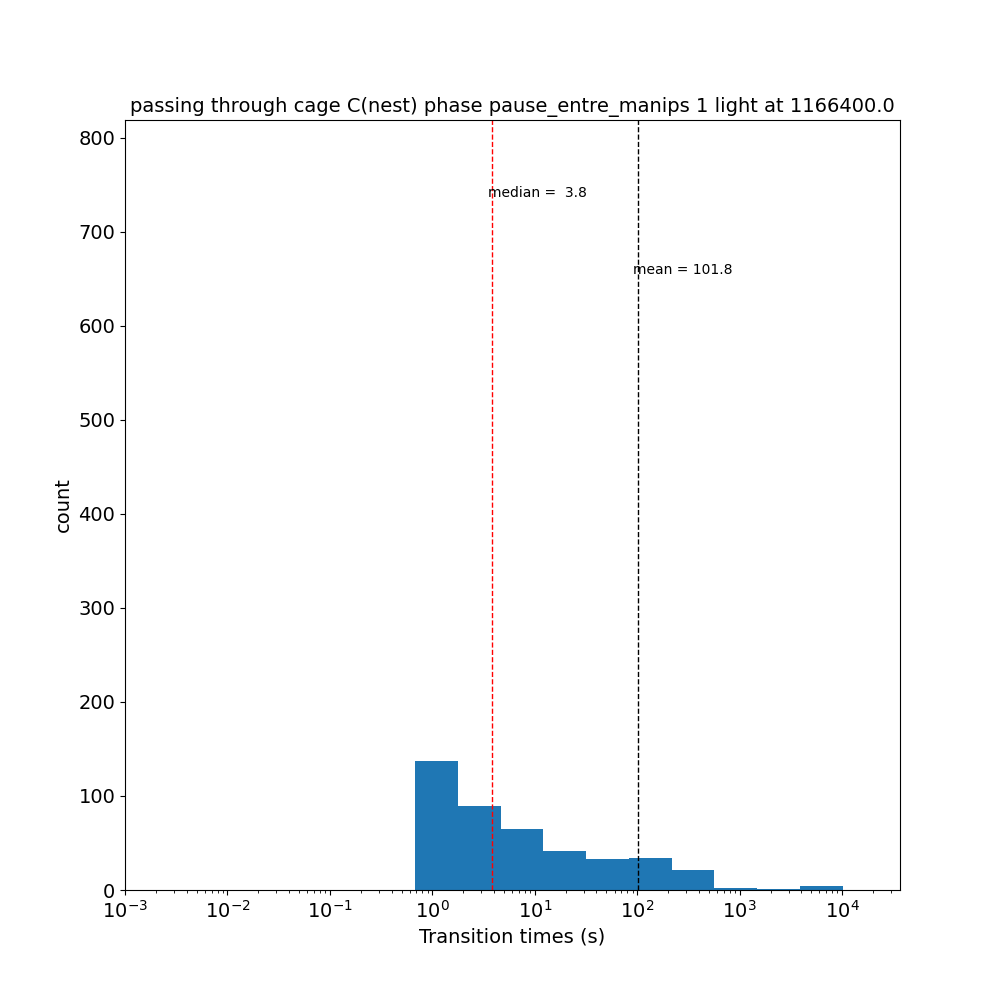 passing through cage C(nest) phase pause_entre_manips 1 light at 1166400.0
800
median =  3.8
700
mean = 101.8
600
500
count
400
300
200
100
0
10⁻³ 10⁻² 10⁻¹ 10⁰ 10¹ 10² 10³ 10⁴
Transition times (s)